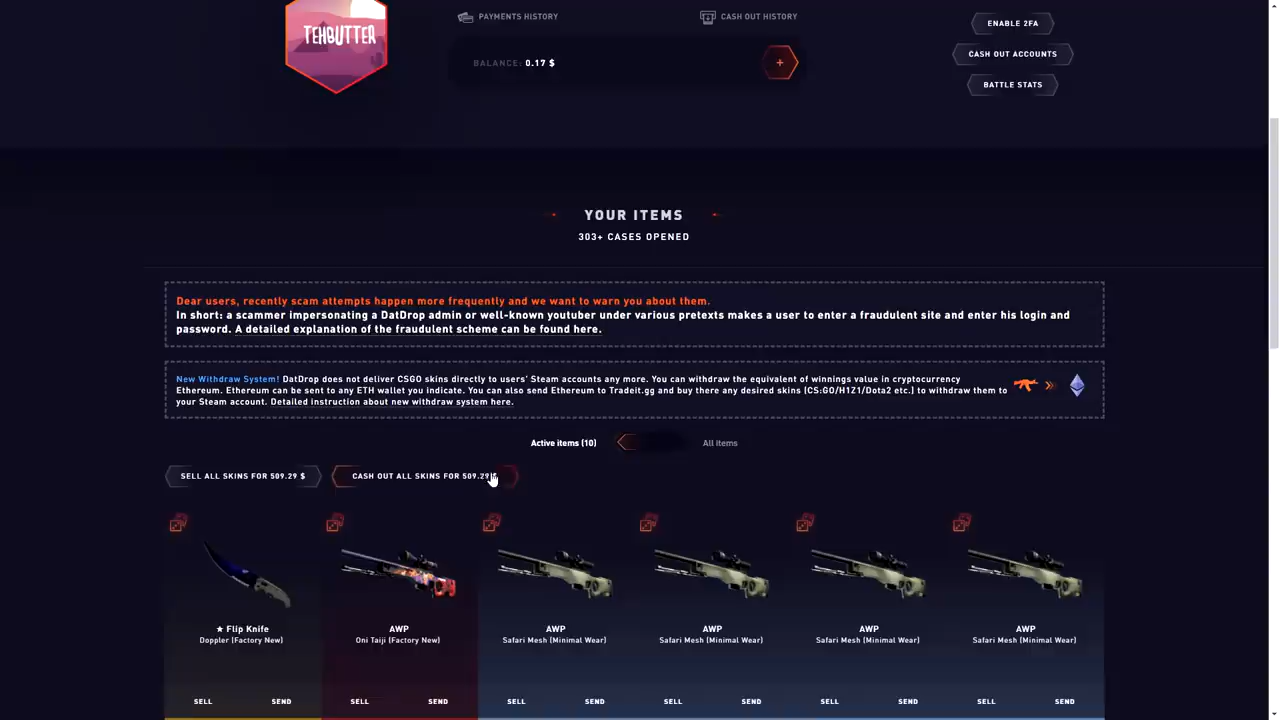 TEHBUTTER
PAYMENTS HISTORY
CASH OUT HISTORY
ENABLE 2FA
BALANCE: 0.17 $
+
CASH OUT ACCOUNTS
BATTLE STATS
YOUR ITEMS
303+ CASES OPENED
Dear users, recently scam attempts happen more frequently and we want to warn you about them.
In short: a scammer impersonating a DatDrop admin or well-known youtuber under various pretexts makes a user to enter a fraudulent site and enter his login and
password. A detailed explanation of the fraudulent scheme can be found here.
New Withdraw System! DatDrop does not deliver CSGO skins directly to users' Steam accounts any more. You can withdraw the equivalent of winnings value in cryptocurrency
Ethereum. Ethereum can be sent to any ETH wallet you indicate. You can also send Ethereum to Tradeit.gg and buy there any desired skins (CS:GO/H1Z1/Dota2 etc.) to withdraw them to
your Steam account. Detailed instruction about new withdraw system here.
Active items (10)
All items
SELL ALL SKINS FOR 509.29 $
CASH OUT ALL SKINS FOR 509.29 $
★ Flip Knife
Doppler (Factory New)
SELL SEND
AWP
Oni Taiji (Factory New)
SELL SEND
AWP
Safari Mesh (Minimal Wear)
SELL SEND
AWP
Safari Mesh (Minimal Wear)
SELL SEND
AWP
Safari Mesh (Minimal Wear)
SELL SEND
AWP
Safari Mesh (Minimal Wear)
SELL SEND